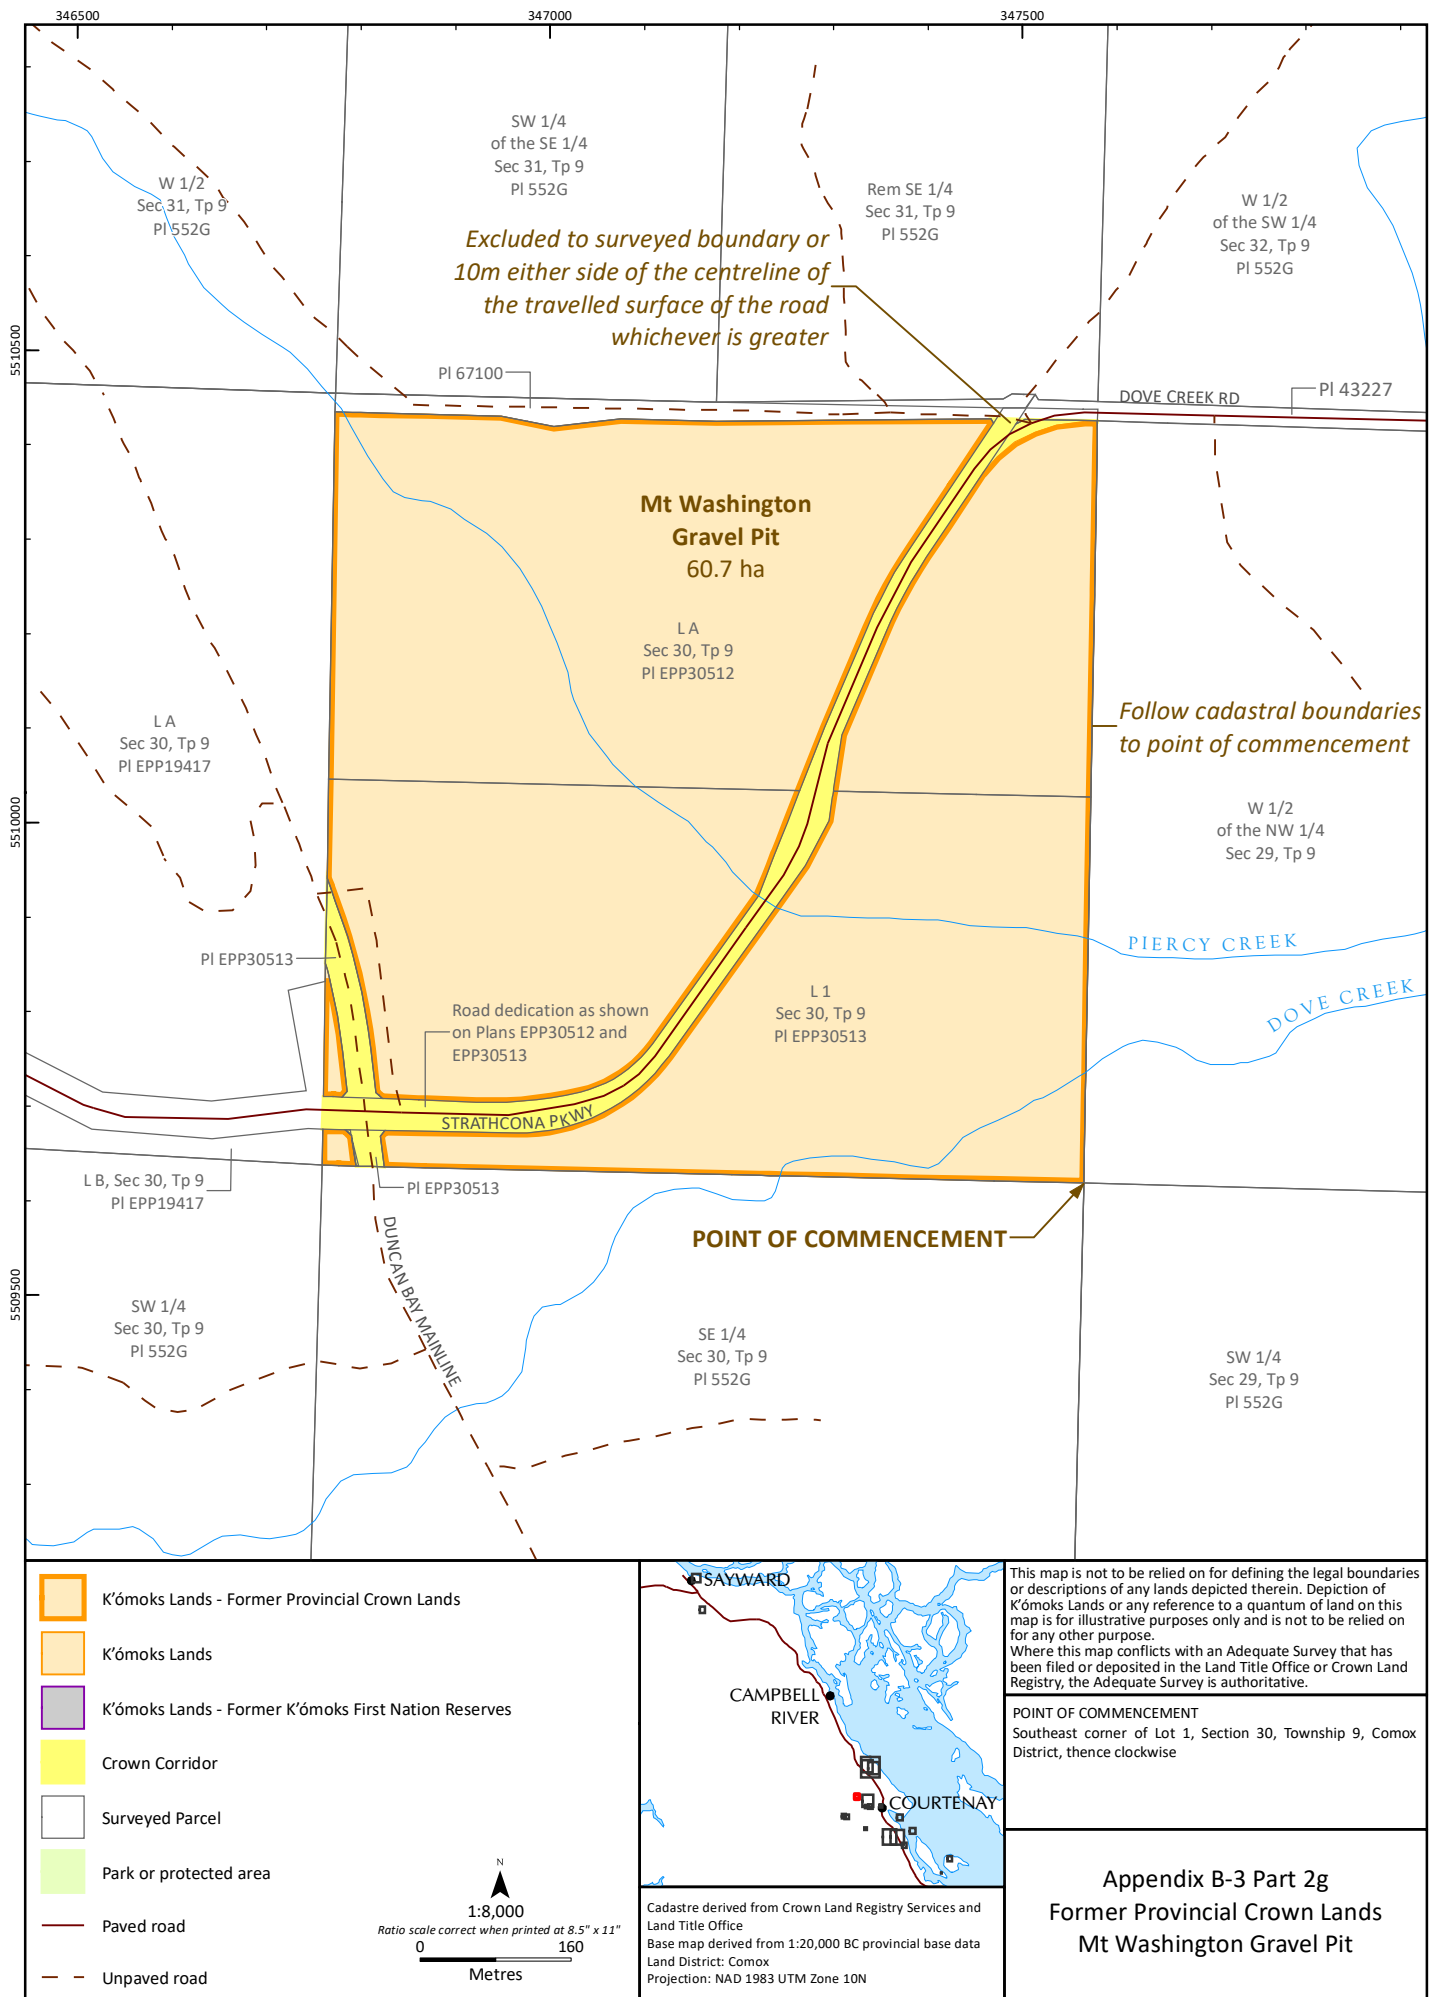 346500
347000
347500
5510500
5510000
5509500
SW 1/4
of the SE 1/4
Sec 31, Tp 9
Pl 552G
W 1/2
Sec 31, Tp 9
Pl 552G
Rem SE 1/4
Sec 31, Tp 9
Pl 552G
W 1/2
of the SW 1/4
Sec 32, Tp 9
Pl 552G
Excluded to surveyed boundary or
10m either side of the centreline of
the travelled surface of the road
whichever is greater
Pl 67100
DOVE CREEK RD
Pl 43227
Mt Washington
Gravel Pit
60.7 ha
L A
Sec 30, Tp 9
Pl EPP30512
L A
Sec 30, Tp 9
Pl EPP19417
Follow cadastral boundaries
to point of commencement
W 1/2
of the NW 1/4
Sec 29, Tp 9
PIERCY CREEK
DOVE CREEK
Pl EPP30513
Road dedication as shown
on Plans EPP30512 and
EPP30513
L 1
Sec 30, Tp 9
Pl EPP30513
STRATHCONA PKWY
L B, Sec 30, Tp 9
Pl EPP19417
Pl EPP30513
POINT OF COMMENCEMENT
DUNCAN BAY MAINLINE
SW 1/4
Sec 30, Tp 9
Pl 552G
SE 1/4
Sec 30, Tp 9
Pl 552G
SW 1/4
Sec 29, Tp 9
Pl 552G
K'ómoks Lands - Former Provincial Crown Lands
K'ómoks Lands
K'ómoks Lands - Former K'ómoks First Nation Reserves
Crown Corridor
Surveyed Parcel
Park or protected area
Paved road
Unpaved road
N
1:8,000
Ratio scale correct when printed at 8.5" x 11"
0 160
Metres
SAYWARD
CAMPBELL
RIVER
COURTENAY
Cadastre derived from Crown Land Registry Services and
Land Title Office
Base map derived from 1:20,000 BC provincial base data
Land District: Comox
Projection: NAD 1983 UTM Zone 10N
This map is not to be relied on for defining the legal boundaries
or descriptions of any lands depicted therein. Depiction of
K'ómoks Lands or any reference to a quantum of land on this
map is for illustrative purposes only and is not to be relied on
for any other purpose.
Where this map conflicts with an Adequate Survey that has
been filed or deposited in the Land Title Office or Crown Land
Registry, the Adequate Survey is authoritative.
POINT OF COMMENCEMENT
Southeast corner of Lot 1, Section 30, Township 9, Comox
District, thence clockwise
Appendix B-3 Part 2g
Former Provincial Crown Lands
Mt Washington Gravel Pit